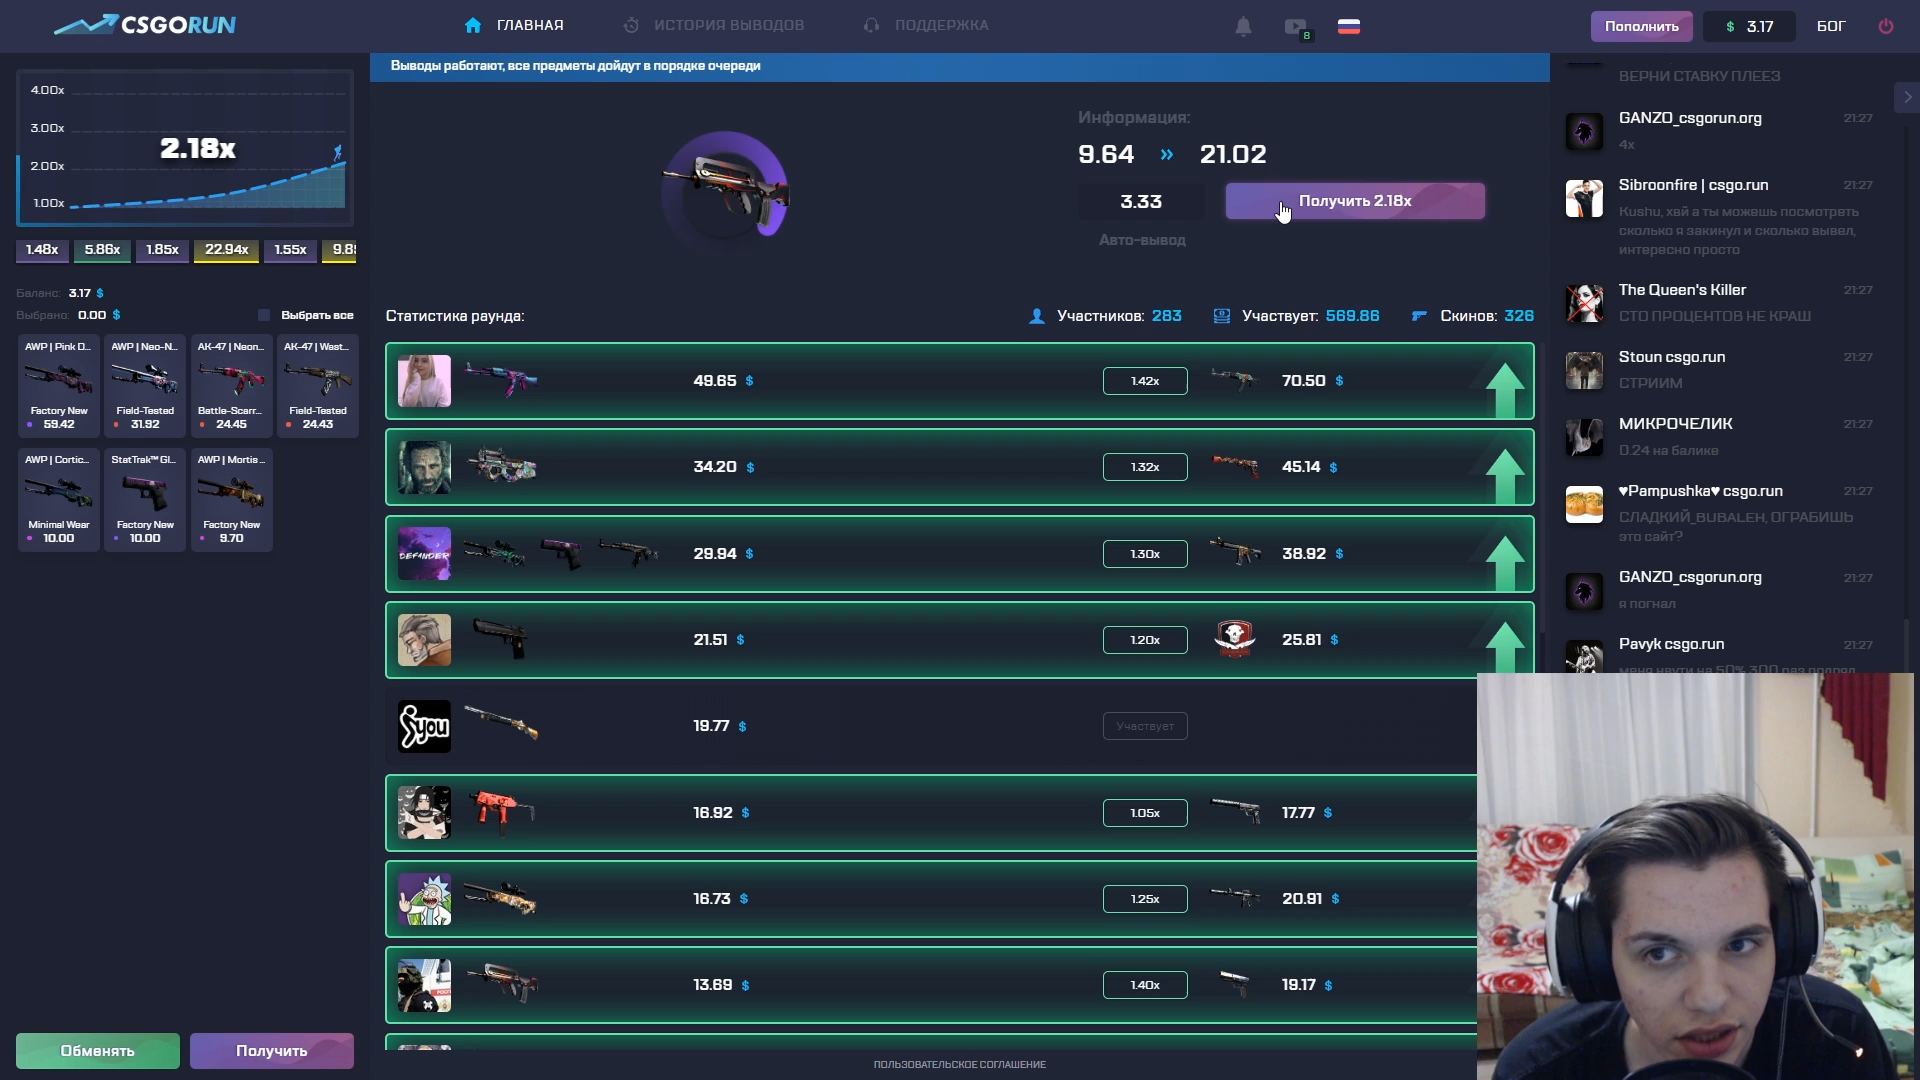 CSGORUN
ГЛАВНАЯ
ИСТОРИЯ ВЫВОДОВ
ПОДДЕРЖКА
8
Пополнить
$ 3.17
БОГ
4.00x
3.00x
2.00x
1.00x
2.18x
1.48x 5.86x 1.85x 22.94x 1.55x
Баланс: 3.17 $
Выбрано: 0.00 $
Выбрать все
AWP | Pink D...
Factory New
59.42
AWP | Neo-N...
Field-Tested
31.92
AK-47 | Neon...
Battle-Scarr...
24.45
AK-47 | Wast...
Field-Tested
24.43
AWP | Cortic...
Minimal Wear
10.00
StatTrak™ Gl...
Factory New
10.00
AWP | Mortis ...
Factory New
9.70
Обменять
Получить
Выводы работают, все предметы дойдут в порядке очереди
Информация:
9.64 » 21.02
3.33
Получить 2.18x
Авто-вывод
Статистика раунда:
Участников: 283
Участвует: 569.86
Скинов: 326
49.65 $ 1.42x 70.50 $
34.20 $ 1.32x 45.14 $
DEFANDER
29.94 $ 1.30x 38.92 $
21.51 $ 1.20x 25.81 $
you
19.77 $ Участвует
16.92 $ 1.05x 17.77 $
16.73 $ 1.25x 20.91 $
13.69 $ 1.40x 19.17 $
ПОЛЬЗОВАТЕЛЬСКОЕ СОГЛАШЕНИЕ
ВЕРНИ СТАВКУ ПЛЕЕЗ
GANZO_csgorun.org 21:27
4x
Sibroonfire | csgo.run 21:27
Kushu, хай а ты можешь посмотреть
сколько я закинул и сколько вывел,
интересно просто
The Queen's Killer 21:27
СТО ПРОЦЕНТОВ НЕ КРАШ
Stoun csgo.run 21:27
СТРИИМ
МИКРОЧЕЛИК 21:27
0.24 на балике
♥Pampushka♥ csgo.run 21:27
СЛАДКИЙ_BUBALEH, ОГРАБИШЬ
это сайт?
GANZO_csgorun.org 21:27
я погнал
Pavyk csgo.run 21:27